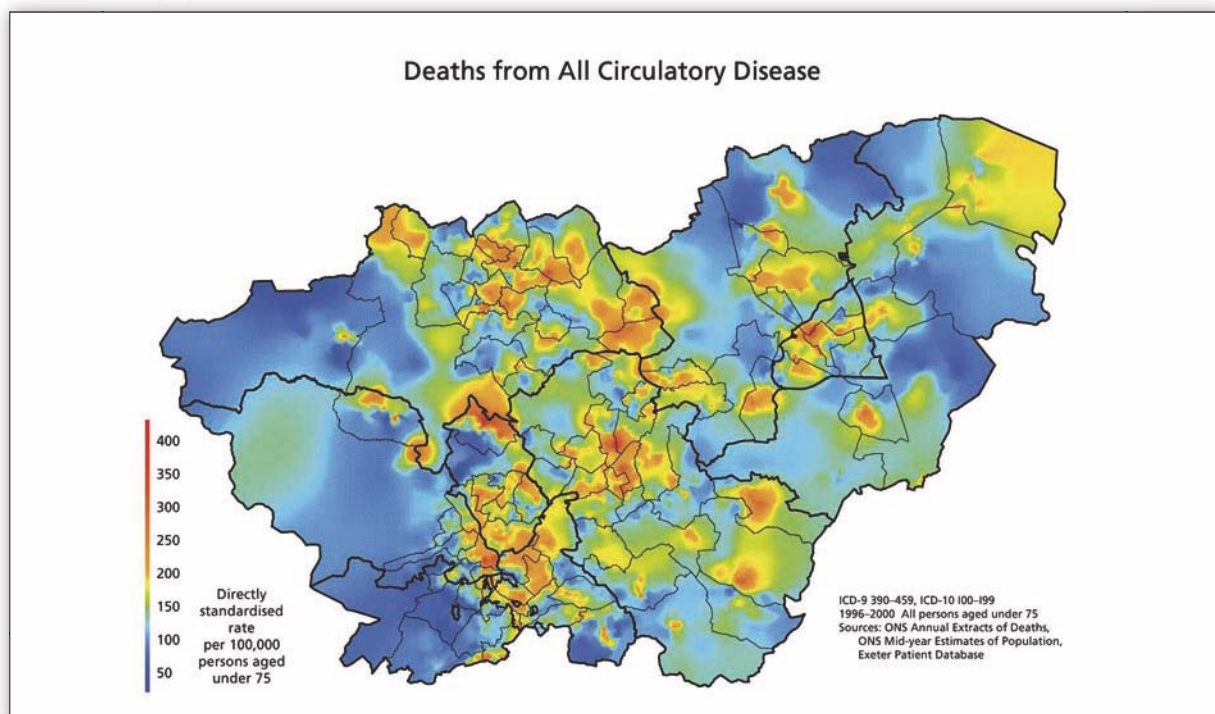 Deaths from All Circulatory Disease
400
350
300
250
200
150
100
50
Directly
standardised
rate
per 100,000
persons aged
under 75
ICD-9 390–459, ICD-10 I00–I99
1996–2000 All persons aged under 75
Sources: ONS Annual Extracts of Deaths,
ONS Mid-year Estimates of Population,
Exeter Patient Database